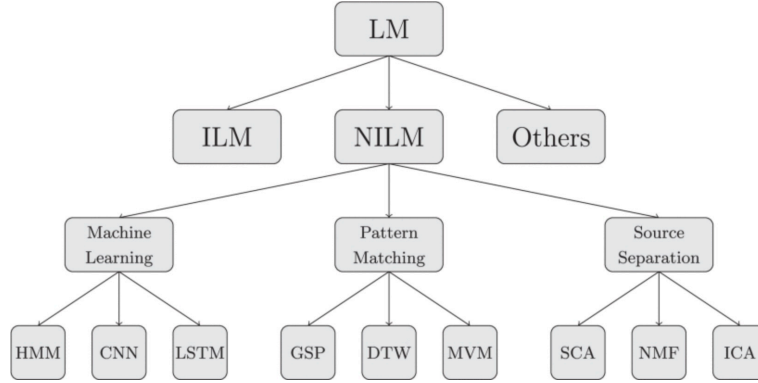 LM
ILM
NILM
Others
Machine
Learning
Pattern
Matching
Source
Separation
HMM
CNN
LSTM
GSP
DTW
MVM
SCA
NMF
ICA